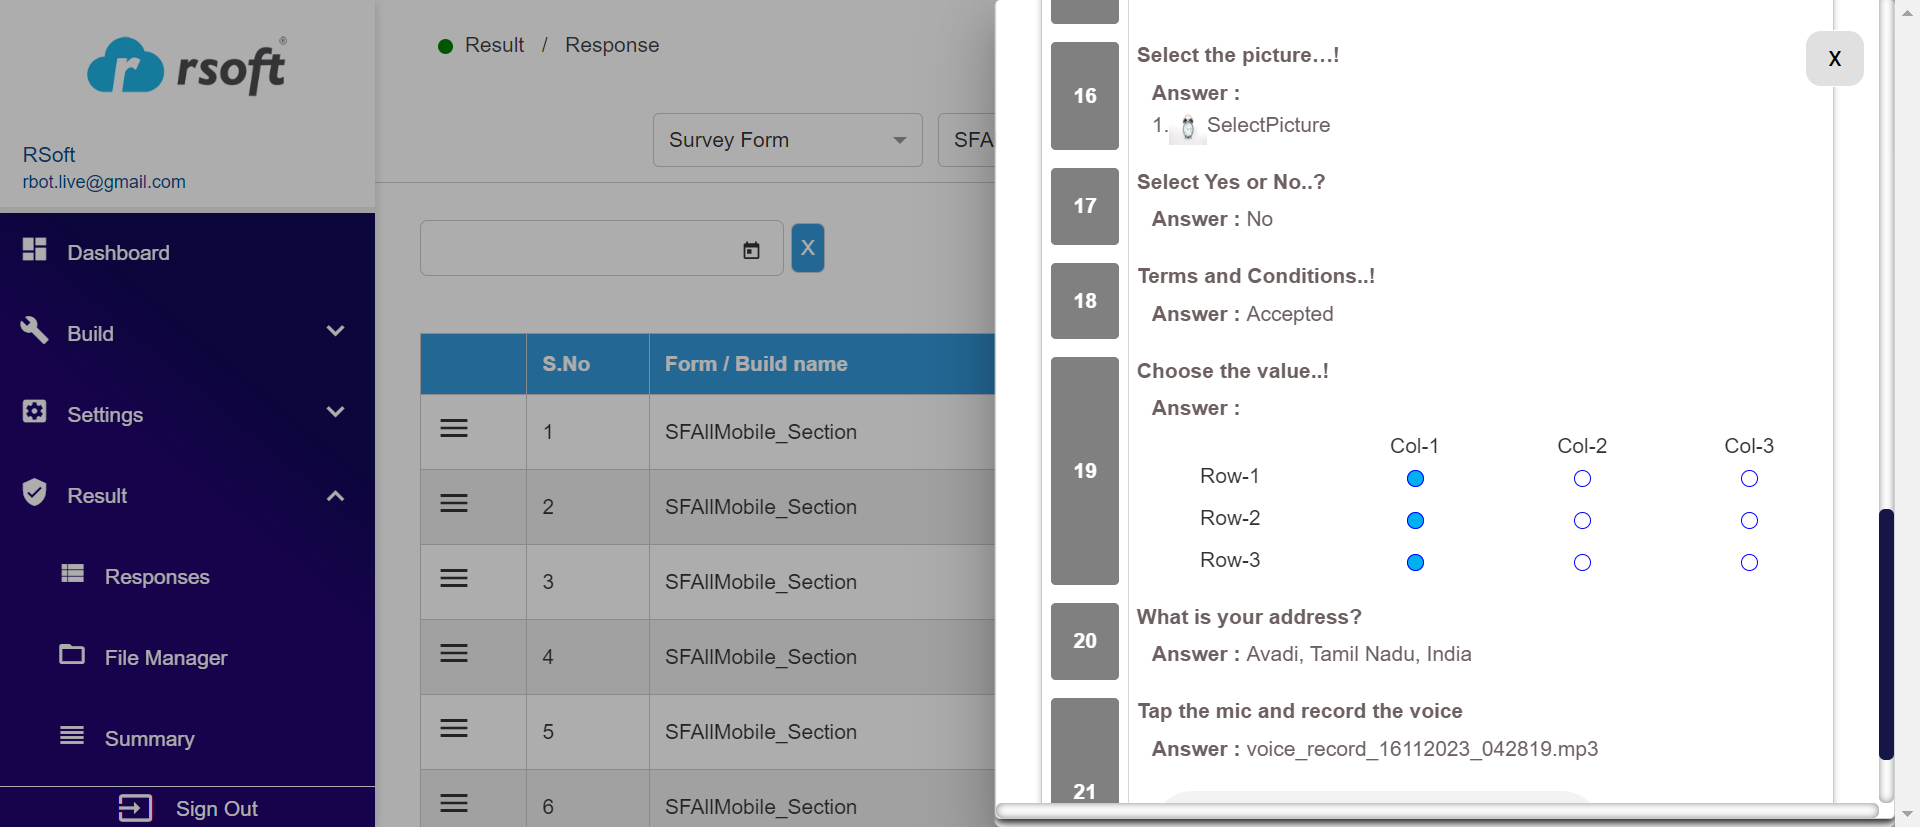 rsoft®
RSoft
rbot.live@gmail.com
Dashboard
Build
Settings
Result
Responses
File Manager
Summary
Sign Out
Result / Response
Survey Form
SFA
X
S.No Form / Build name
1 SFAllMobile_Section
2 SFAllMobile_Section
3 SFAllMobile_Section
4 SFAllMobile_Section
5 SFAllMobile_Section
6 SFAllMobile_Section
X
16 Select the picture...!
Answer :
1. SelectPicture
17 Select Yes or No..?
Answer : No
18 Terms and Conditions..!
Answer : Accepted
19 Choose the value..!
Answer :
Col-1 Col-2 Col-3
Row-1
Row-2
Row-3
20 What is your address?
Answer : Avadi, Tamil Nadu, India
21 Tap the mic and record the voice
Answer : voice_record_16112023_042819.mp3